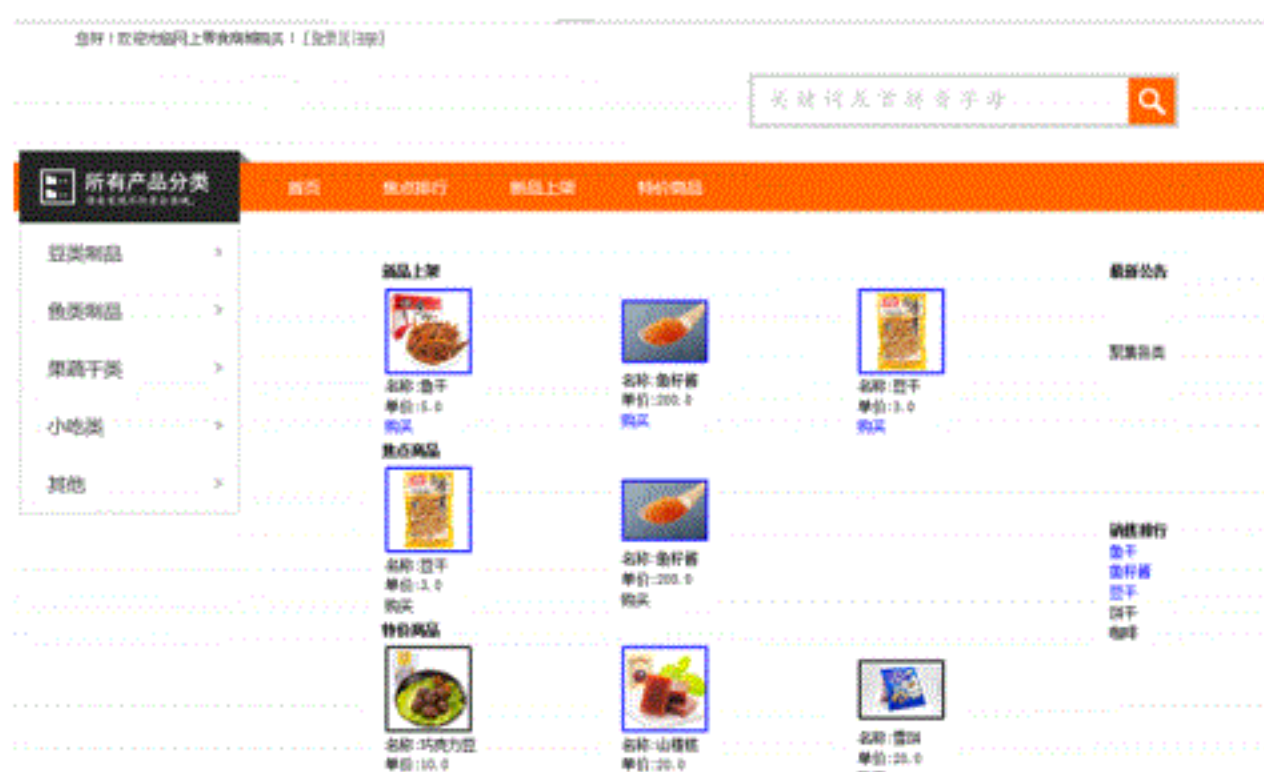 您好！欢迎光临网上零食商城购买！ [登录][注册]
关键词及首拼音字母
所有产品分类
首页 焦点排行 新品上架 特价商品
豆类制品
鱼类制品
果蔬干类
小吃类
其他
新品上架
名称:鱼干
单价:5.0
购买
名称:鱼籽酱
单价:200.0
购买
名称:豆干
单价:3.0
购买
焦点商品
名称:豆干
单价:3.0
购买
名称:鱼籽酱
单价:200.0
购买
特价商品
名称:巧克力豆
单价:10.0
名称:山楂糕
单价:20.0
名称:雪饼
单价:28.0
最新公告
销售排行
鱼干
鱼籽酱
豆干
饼干
咖啡